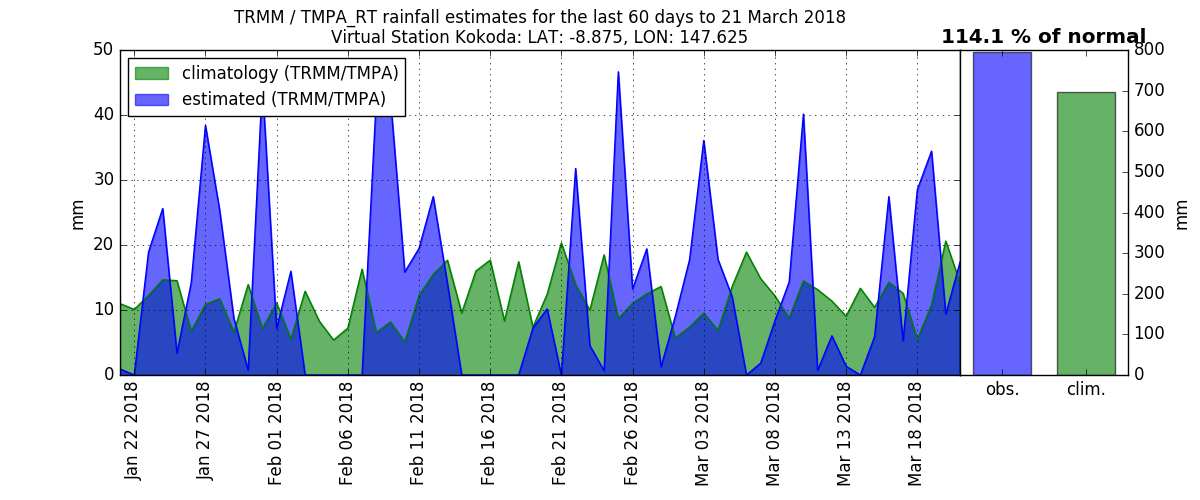 TRMM / TMPA_RT rainfall estimates for the last 60 days to 21 March 2018
Virtual Station Kokoda: LAT: -8.875, LON: 147.625
114.1 % of normal
climatology (TRMM/TMPA)
estimated (TRMM/TMPA)
50
40
30
20
10
0
mm
800
700
600
500
400
300
200
100
0
mm
Jan 22 2018
Jan 27 2018
Feb 01 2018
Feb 06 2018
Feb 11 2018
Feb 16 2018
Feb 21 2018
Feb 26 2018
Mar 03 2018
Mar 08 2018
Mar 13 2018
Mar 18 2018
obs.
clim.